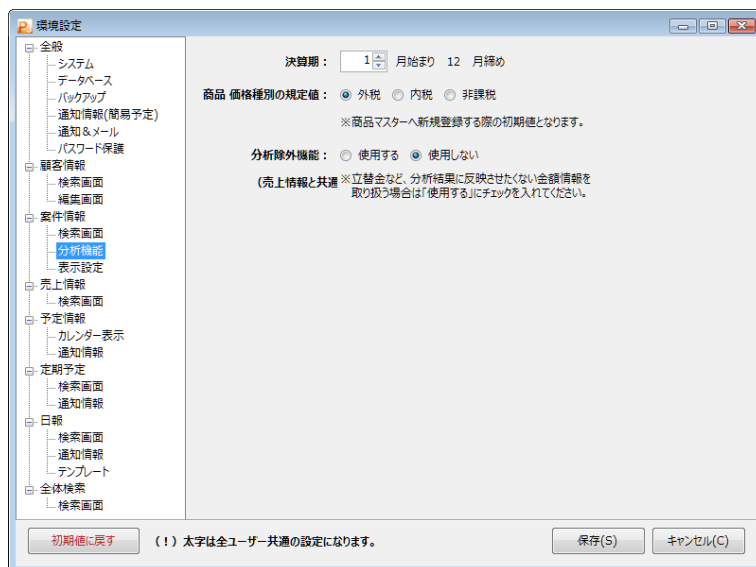 環境設定
全般
システム
データベース
バックアップ
通知情報(簡易予定)
通知＆メール
パスワード保護
顧客情報
検索画面
編集画面
案件情報
検索画面
分析機能
表示設定
売上情報
検索画面
予定情報
カレンダー表示
通知情報
定期予定
検索画面
通知情報
日報
検索画面
通知情報
テンプレート
全体検索
検索画面
決算期： 1 月始まり 12 月締め
商品 価格種別の規定値： 外税 内税 非課税
※商品マスターへ新規登録する際の初期値となります。
分析除外機能： 使用する 使用しない
(売上情報と共通 ※立替金など、分析結果に反映させたくない金額情報を
取り扱う場合は「使用する」にチェックを入れてください。
初期値に戻す (！) 太字は全ユーザー共通の設定になります。 保存(S) キャンセル(C)